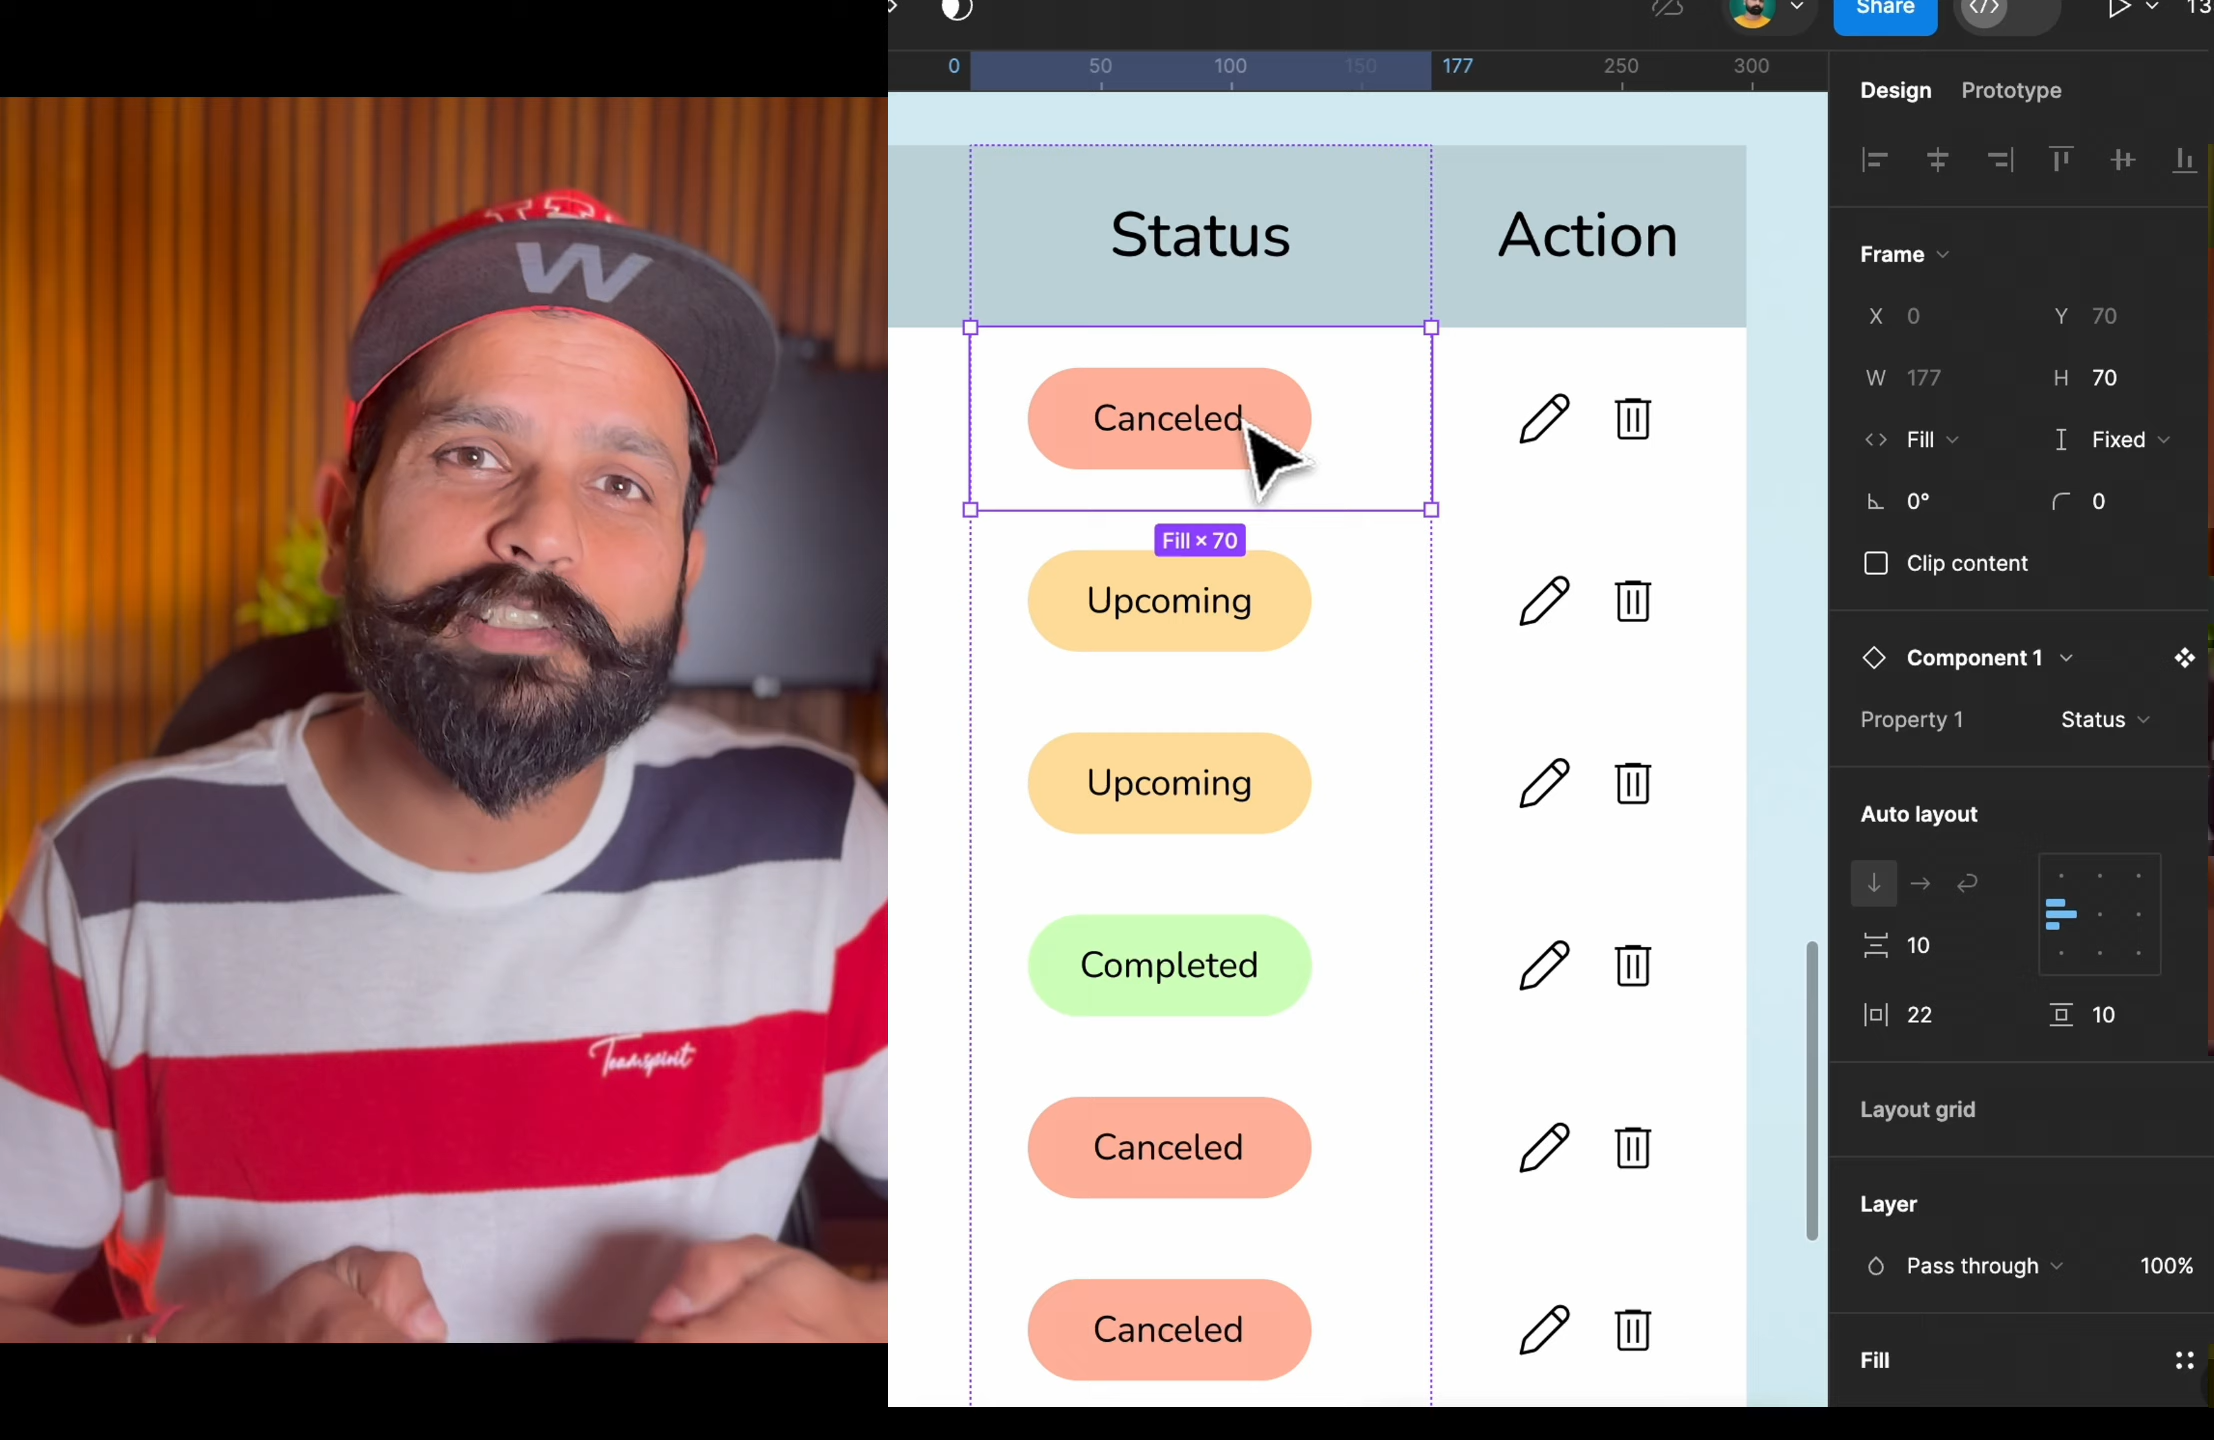 W
Teamspirit
Share
13
0
50
100
150
177
250
300
Design Prototype
Status
Action
Frame
X 0 Y 70
W 177 H 70
Fill Fixed
0° 0
Clip content
Canceled
Fill × 70
Upcoming
Component 1
Property 1 Status
Upcoming
Auto layout
10
Completed
22 10
Layout grid
Canceled
Layer
Pass through 100%
Canceled
Fill